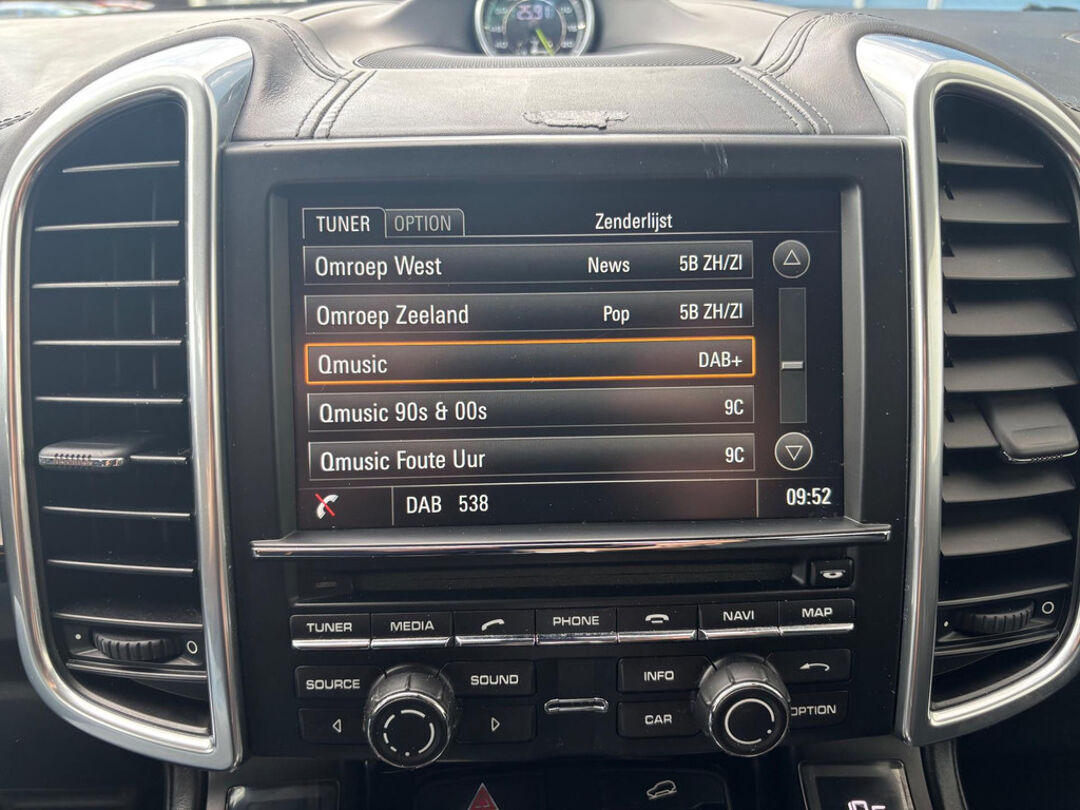 25.91
TUNER OPTION Zenderlijst
Omroep West News 5B ZH/ZI
Omroep Zeeland Pop 5B ZH/ZI
Qmusic DAB+
Qmusic 90s & 00s 9C
Qmusic Foute Uur 9C
DAB 538 09:52
TUNER MEDIA PHONE NAVI MAP
SOURCE SOUND INFO
CAR OPTION